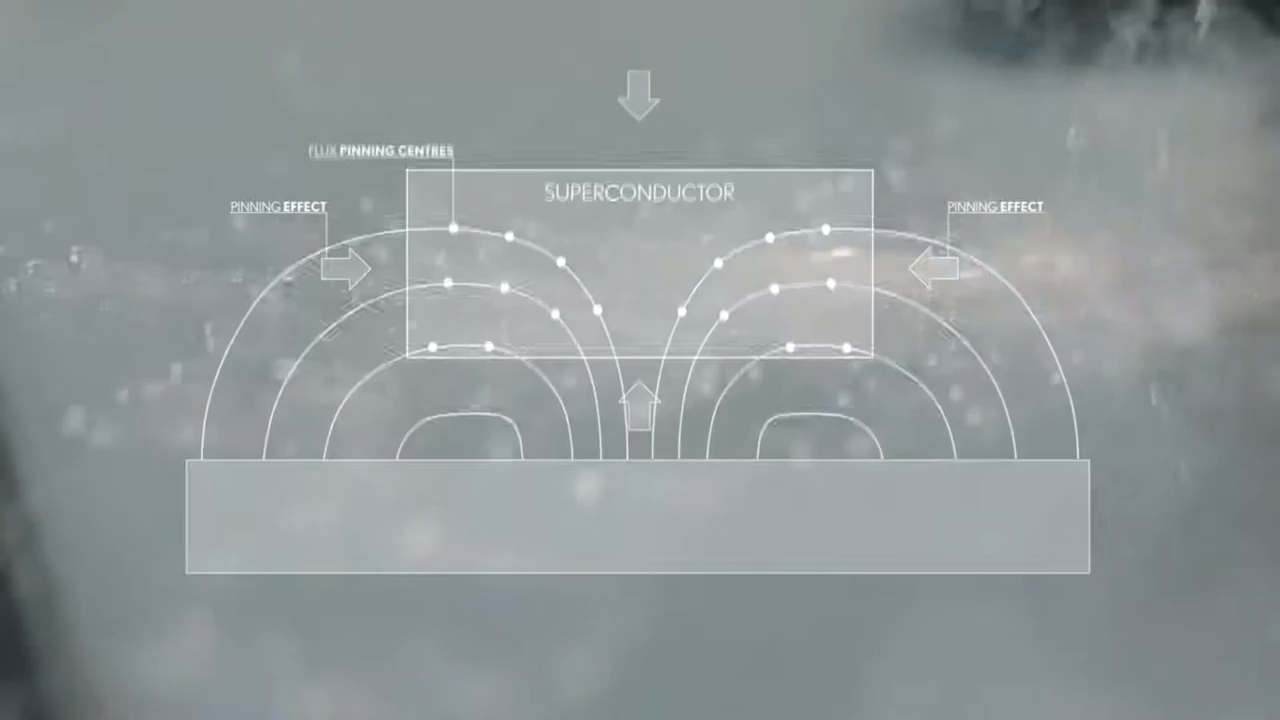 FLUX PINNING CENTRES
SUPERCONDUCTOR
PINNING EFFECT
PINNING EFFECT